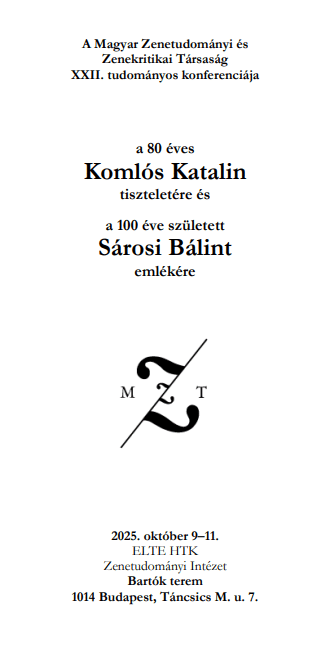 A Magyar Zenetudományi és
Zenekritikai Társaság
XXII. tudományos konferenciája
a 80 éves
Komlós Katalin
tiszteletére és
a 100 éve született
Sárosi Bálint
emlékére
M Z T
2025. október 9–11.
ELTE HTK
Zenetudományi Intézet
Bartók terem
1014 Budapest, Táncsics M. u. 7.